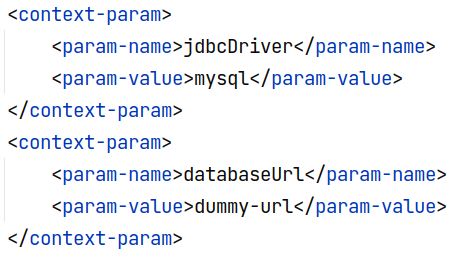 <context-param>
    <param-name>jdbcDriver</param-name>
    <param-value>mysql</param-value>
</context-param>
<context-param>
    <param-name>databaseUrl</param-name>
    <param-value>dummy-url</param-value>
</context-param>